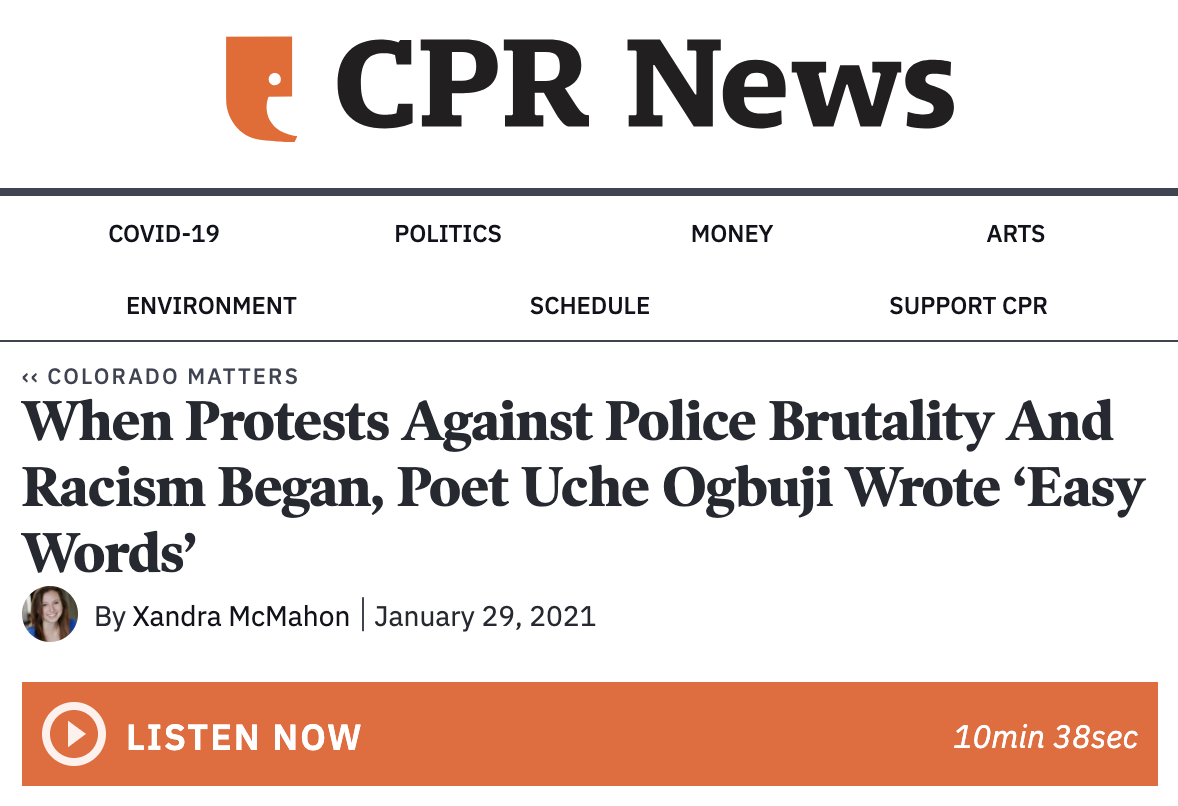 CPR News
COVID-19 POLITICS MONEY ARTS
ENVIRONMENT SCHEDULE SUPPORT CPR
‹‹ COLORADO MATTERS
When Protests Against Police Brutality And
Racism Began, Poet Uche Ogbuji Wrote ‘Easy
Words’
By Xandra McMahon | January 29, 2021
LISTEN NOW 10min 38sec